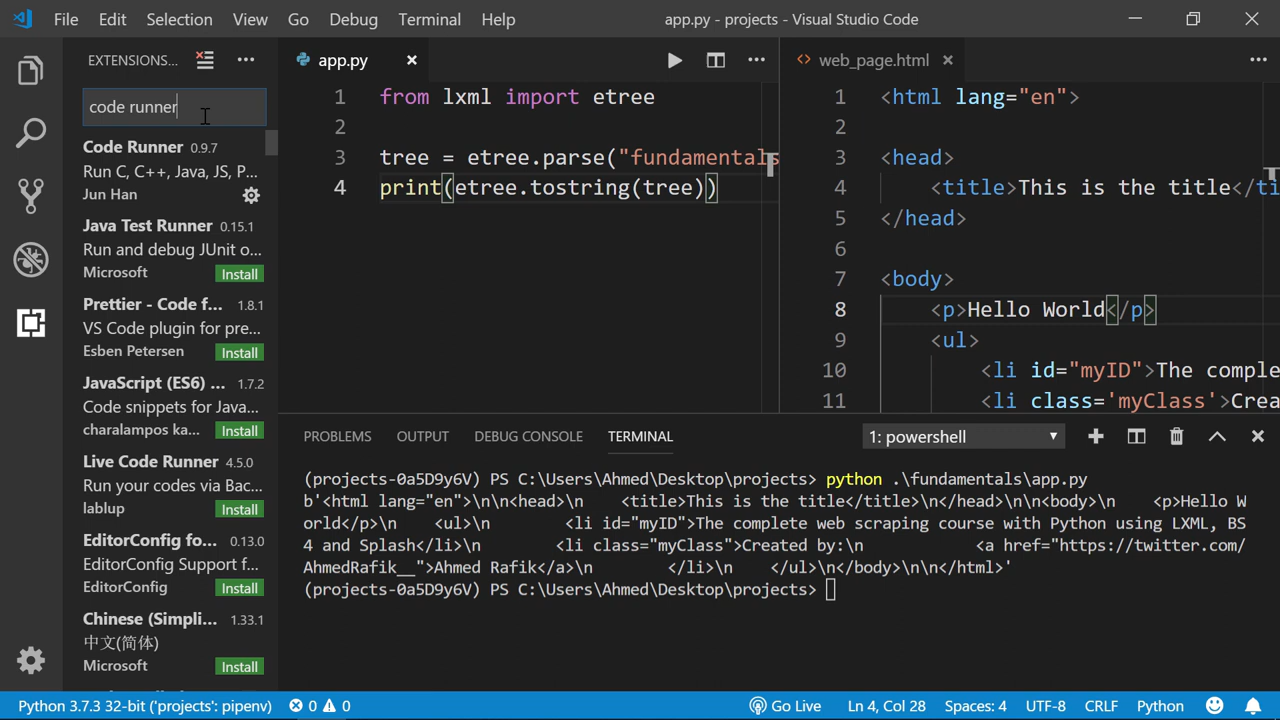 File Edit Selection View Go Debug Terminal Help
app.py - projects - Visual Studio Code
EXTENSIONS...
code runner
Code Runner 0.9.7
Run C, C++, Java, JS, P...
Jun Han
Java Test Runner 0.15.1
Run and debug JUnit o...
Microsoft Install
Prettier - Code f... 1.8.1
VS Code plugin for pre...
Esben Petersen Install
JavaScript (ES6) ... 1.7.2
Code snippets for Java...
charalampos ka... Install
Live Code Runner 4.5.0
Run your codes via Bac...
lablup Install
EditorConfig fo... 0.13.0
EditorConfig Support f...
EditorConfig Install
Chinese (Simpli... 1.33.1
中文(简体)
Microsoft Install
app.py
1 from lxml import etree
2
3 tree = etree.parse("fundamentals
4 print(etree.tostring(tree))
web_page.html
1 <html lang="en">
2
3 <head>
4 <title>This is the title</ti
5 </head>
6
7 <body>
8 <p>Hello World</p>
9 <ul>
10 <li id="myID">The comple
11 <li class='myClass'>Crea
PROBLEMS OUTPUT DEBUG CONSOLE TERMINAL 1: powershell
(projects-0a5D9y6V) PS C:\Users\Ahmed\Desktop\projects> python .\fundamentals\app.py
b'<html lang="en">\n\n<head>\n    <title>This is the title</title>\n</head>\n\n<body>\n    <p>Hello W
orld</p>\n    <ul>\n        <li id="myID">The complete web scraping course with Python using LXML, BS
4 and Splash</li>\n        <li class="myClass">Created by:\n            <a href="https://twitter.com/
AhmedRafik__">Ahmed Rafik</a>\n        </li>\n    </ul>\n</body>\n\n</html>'
(projects-0a5D9y6V) PS C:\Users\Ahmed\Desktop\projects>
Python 3.7.3 32-bit ('projects': pipenv) 0 0 Go Live Ln 4, Col 28 Spaces: 4 UTF-8 CRLF Python